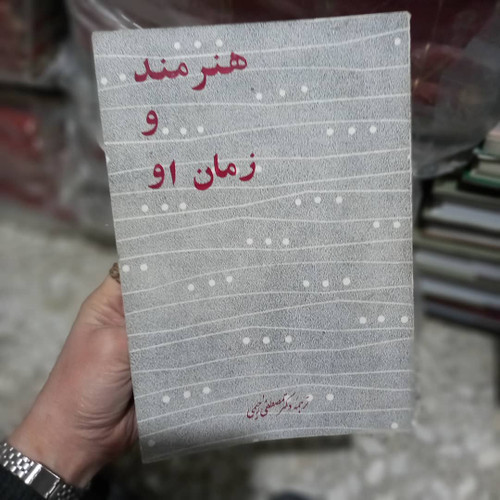 هنرمند
و
زمان او
ترجمه دکتر مصطفی رحیمی